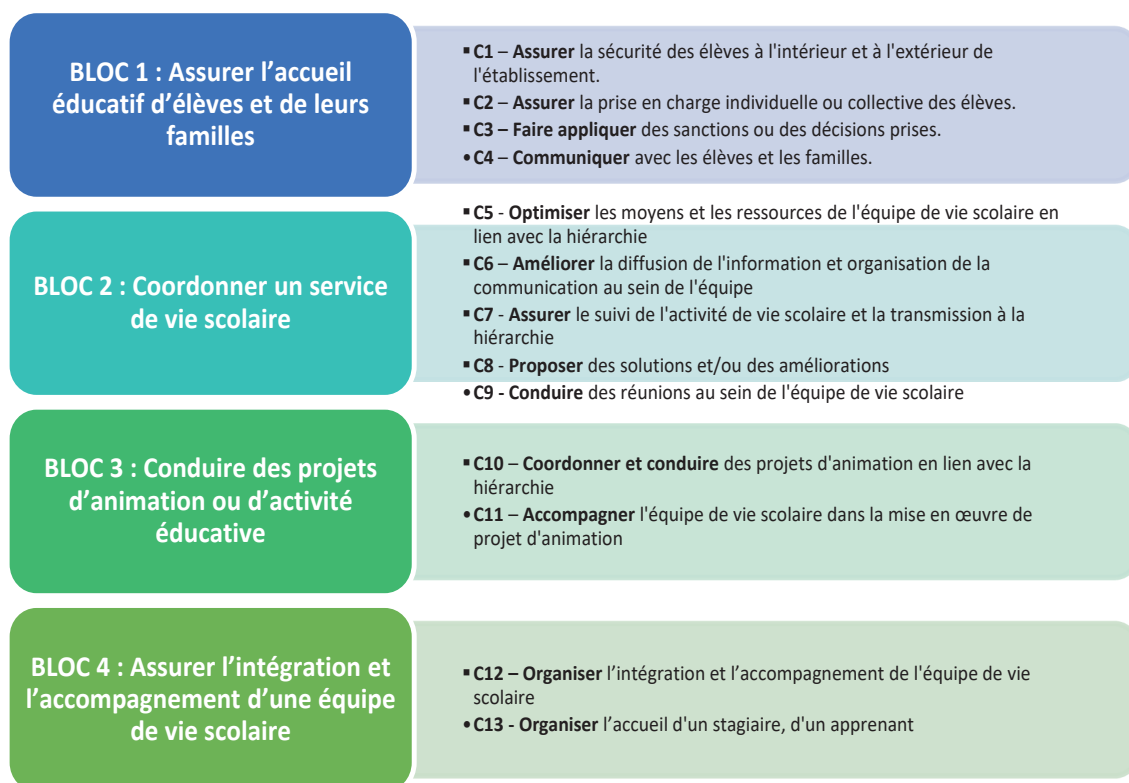 BLOC 1 : Assurer l’accueil
éducatif d’élèves et de leurs
familles
▪ C1 – Assurer la sécurité des élèves à l'intérieur et à l'extérieur de
l'établissement.
▪ C2 – Assurer la prise en charge individuelle ou collective des élèves.
▪ C3 – Faire appliquer des sanctions ou des décisions prises.
• C4 – Communiquer avec les élèves et les familles.
BLOC 2 : Coordonner un service
de vie scolaire
▪ C5 - Optimiser les moyens et les ressources de l'équipe de vie scolaire en
lien avec la hiérarchie
▪ C6 – Améliorer la diffusion de l'information et organisation de la
communication au sein de l'équipe
▪ C7 - Assurer le suivi de l'activité de vie scolaire et la transmission à la
hiérarchie
▪ C8 - Proposer des solutions et/ou des améliorations
• C9 - Conduire des réunions au sein de l'équipe de vie scolaire
BLOC 3 : Conduire des projets
d’animation ou d’activité
éducative
▪ C10 – Coordonner et conduire des projets d'animation en lien avec la
hiérarchie
• C11 – Accompagner l'équipe de vie scolaire dans la mise en œuvre de
projet d'animation
BLOC 4 : Assurer l’intégration et
l’accompagnement d’une équipe
de vie scolaire
▪ C12 – Organiser l’intégration et l’accompagnement de l'équipe de vie
scolaire
• C13 - Organiser l’accueil d'un stagiaire, d'un apprenant